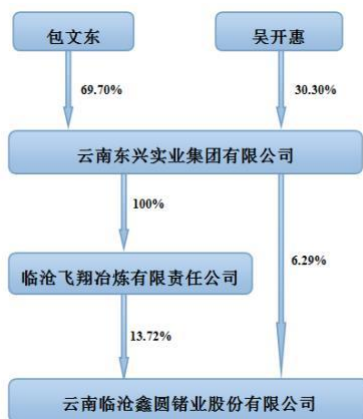 包文东
吴开惠
69.70%
30.30%
云南东兴实业集团有限公司
100%
6.29%
临沧飞翔冶炼有限责任公司
13.72%
云南临沧鑫圆锗业股份有限公司